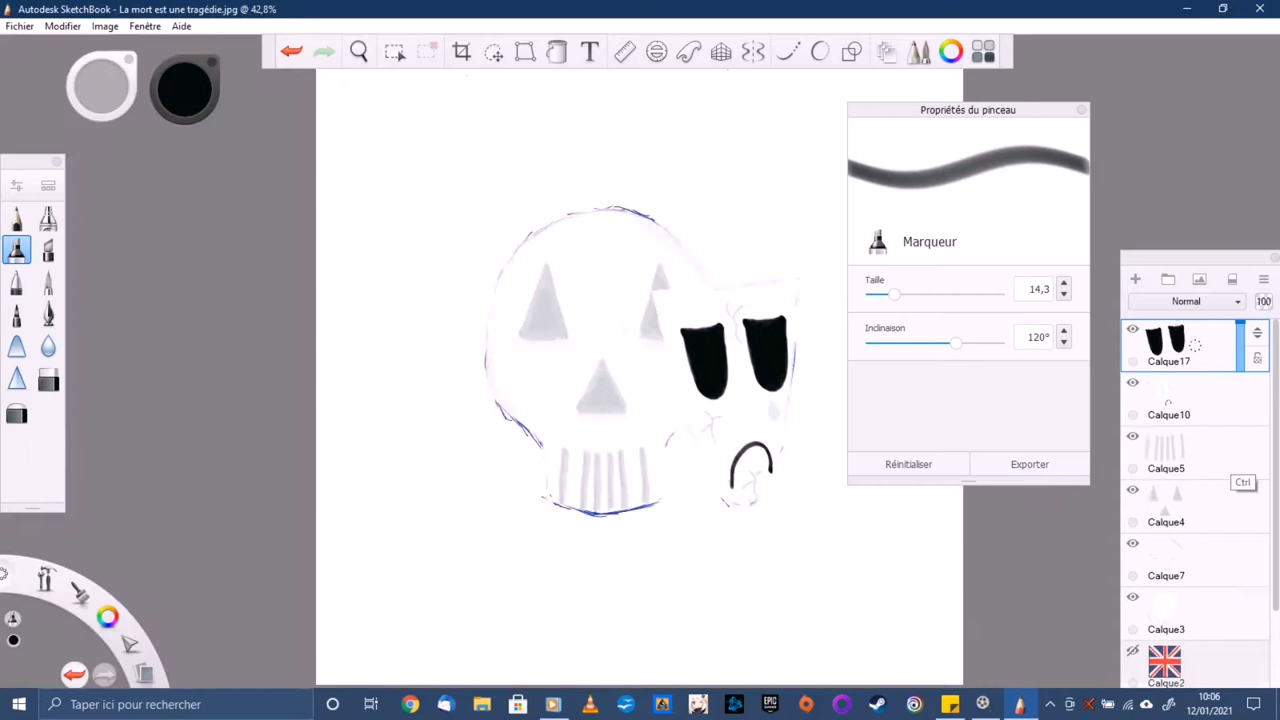 Autodesk SketchBook - La mort est une tragédie.jpg @ 42,8%
Fichier Modifier Image Fenêtre Aide
Propriétés du pinceau
Marqueur
Taille
14,3
Inclinaison
120°
Réinitialiser Exporter
Normal 100
Calque17
Calque10
Calque5
Ctrl
Calque4
Calque7
Calque3
Calque2
Taper ici pour rechercher
EPIC GAMES
10:06
12/01/2021